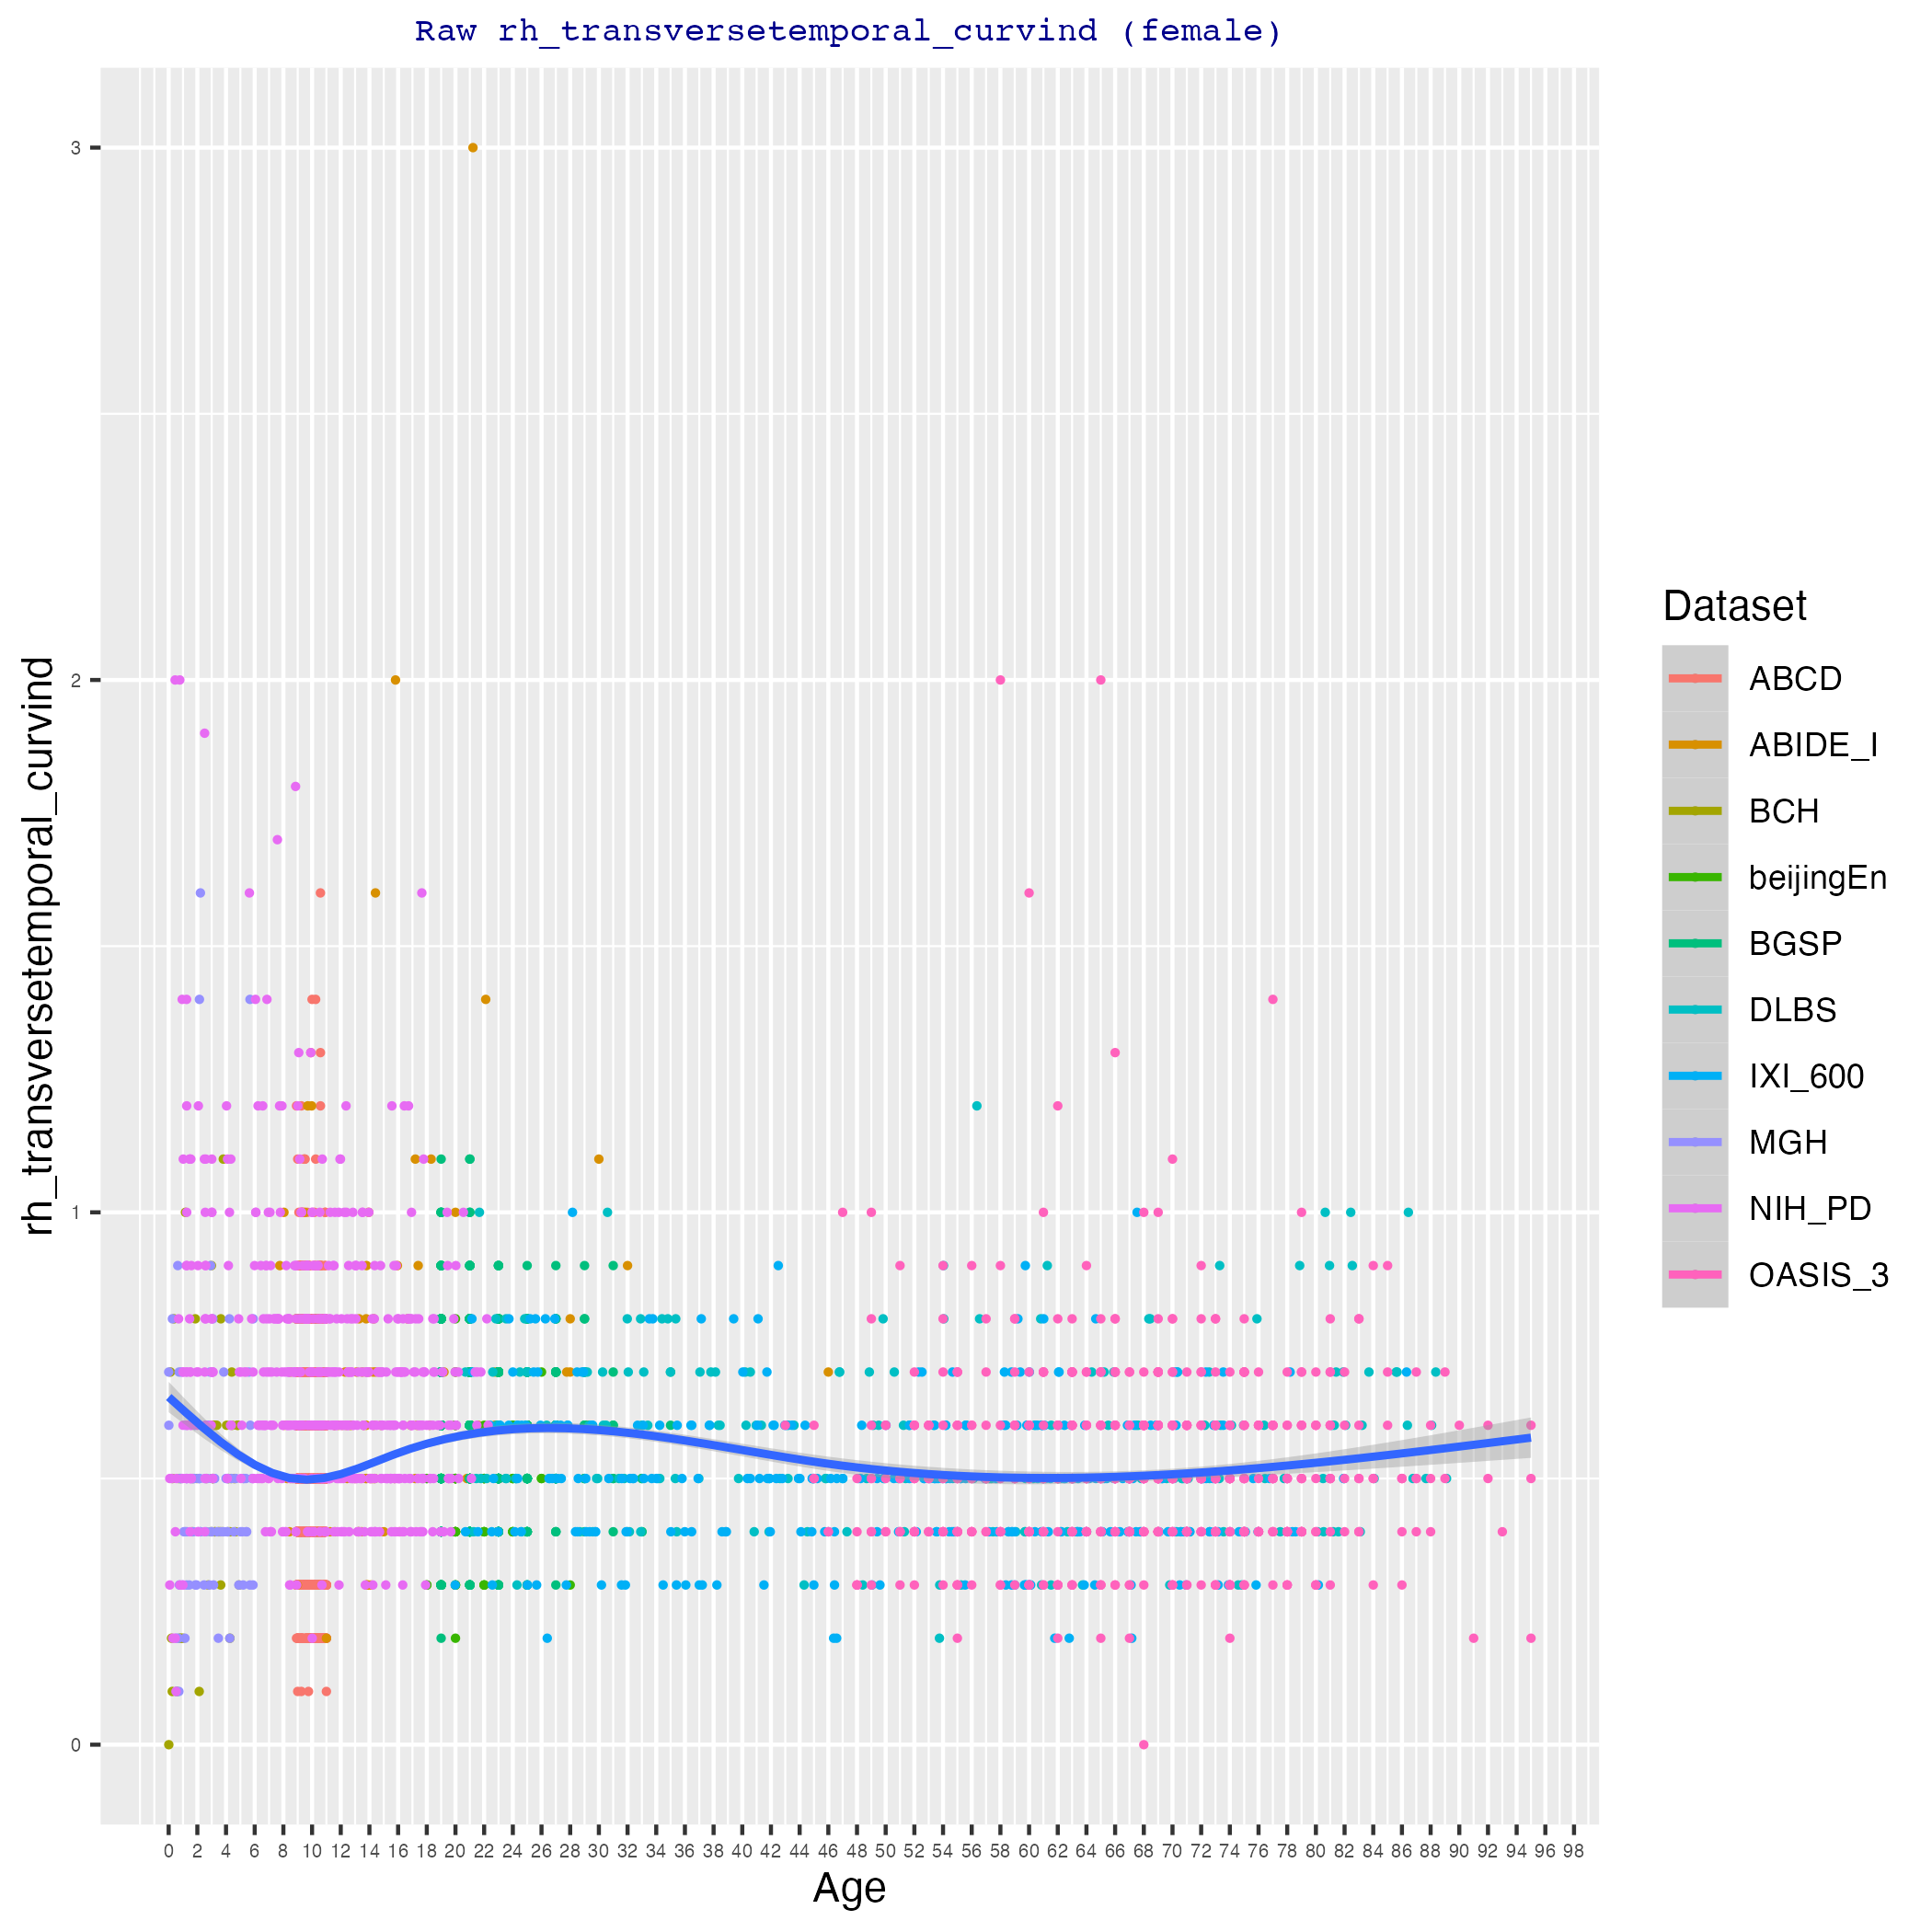 Raw rh_transversetemporal_curvind (female)
rh_transversetemporal_curvind
3
2
1
0
0 2 4 6 8 10 12 14 16 18 20 22 24 26 28 30 32 34 36 38 40 42 44 46 48 50 52 54 56 58 60 62 64 66 68 70 72 74 76 78 80 82 84 86 88 90 92 94 96 98
Age
Dataset
ABCD
ABIDE_I
BCH
beijingEn
BGSP
DLBS
IXI_600
MGH
NIH_PD
OASIS_3